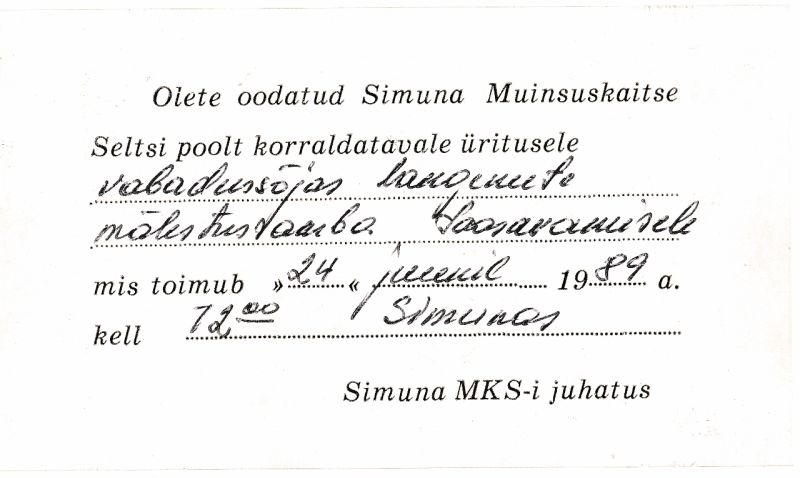 Olete oodatud Simuna Muinsuskaitse
Seltsi poolt korraldatavale üritusele
vabadussõjas langenute
mälestussamba taasavamisele
mis toimub »24« juunil 1989 a.
kell 12.00 Simunas
Simuna MKS-i juhatus